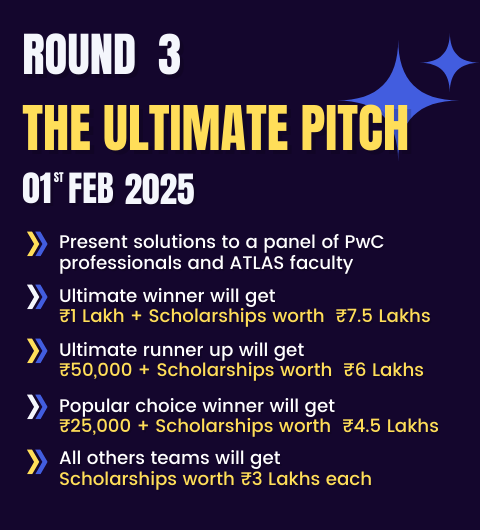 ROUND 3
THE ULTIMATE PITCH
01ST FEB 2025
Present solutions to a panel of PwC
professionals and ATLAS faculty
Ultimate winner will get
₹1 Lakh + Scholarships worth ₹7.5 Lakhs
Ultimate runner up will get
₹50,000 + Scholarships worth ₹6 Lakhs
Popular choice winner will get
₹25,000 + Scholarships worth ₹4.5 Lakhs
All others teams will get
Scholarships worth ₹3 Lakhs each